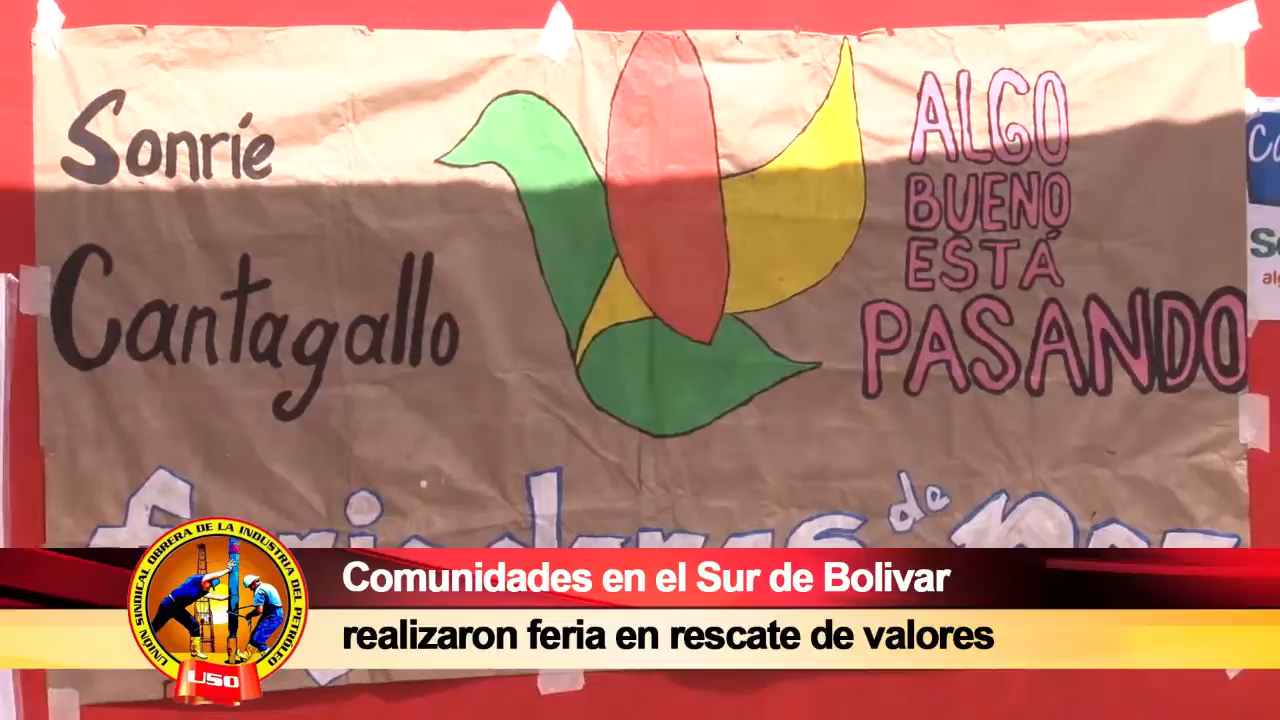 Sonríe
Cantagallo
ALGO
BUENO
ESTÁ
PASANDO
de
Comunidades en el Sur de Bolivar
realizaron feria en rescate de valores
UNIÓN SINDICAL OBRERA DE LA INDUSTRIA DEL PETROLEO
USO